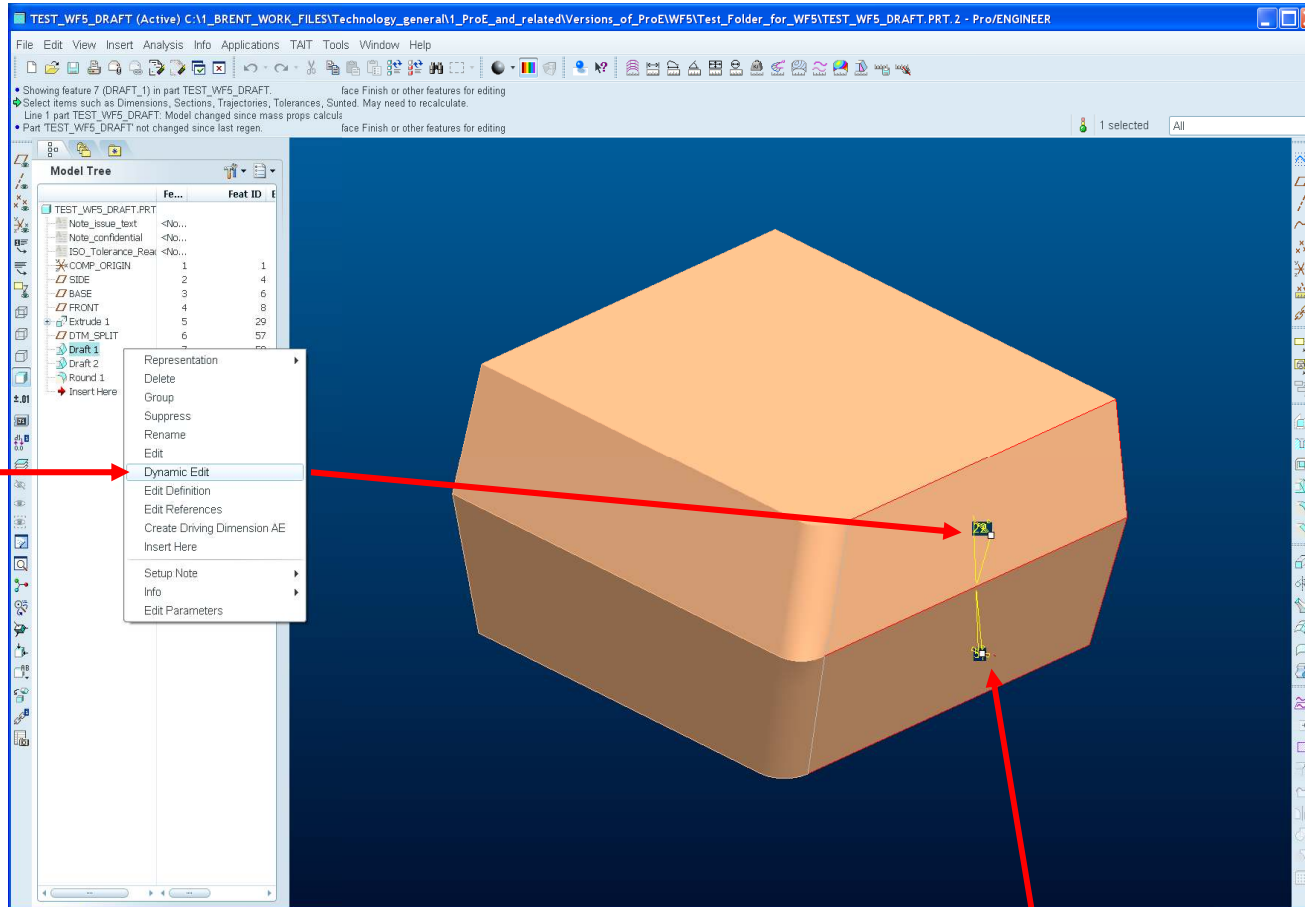 TEST_WF5_DRAFT (Active) C:\1_BRENT_WORK_FILES\Technology_general\1_ProE_and_related\Versions_of_ProE\WF5\Test_Folder_for_WF5\TEST_WF5_DRAFT.PRT.2 - Pro/ENGINEER
File Edit View Insert Analysis Info Applications TAIT Tools Window Help
Showing feature 7 (DRAFT_1) in part TEST_WF5_DRAFT. face Finish or other features for editing
Select items such as Dimensions, Sections, Trajectories, Tolerances, Sunted. May need to recalculate.
Line 1 part TEST_WF5_DRAFT: Model changed since mass props calcula
Part 'TEST_WF5_DRAFT' not changed since last regen. face Finish or other features for editing
1 selected All
Model Tree
Fe... Feat ID E
TEST_WF5_DRAFT.PRT
Note_issue_text <No...
Note_confidential <No...
ISO_Tolerance_Rea <No...
COMP_ORIGIN 1 1
SIDE 2 4
BASE 3 6
FRONT 4 8
Extrude 1 5 29
DTM_SPLIT 6 57
Draft 1
Draft 2
Round 1
Insert Here
Representation
Delete
Group
Suppress
Rename
Edit
Dynamic Edit
Edit Definition
Edit References
Create Driving Dimension AE
Insert Here
Setup Note
Info
Edit Parameters